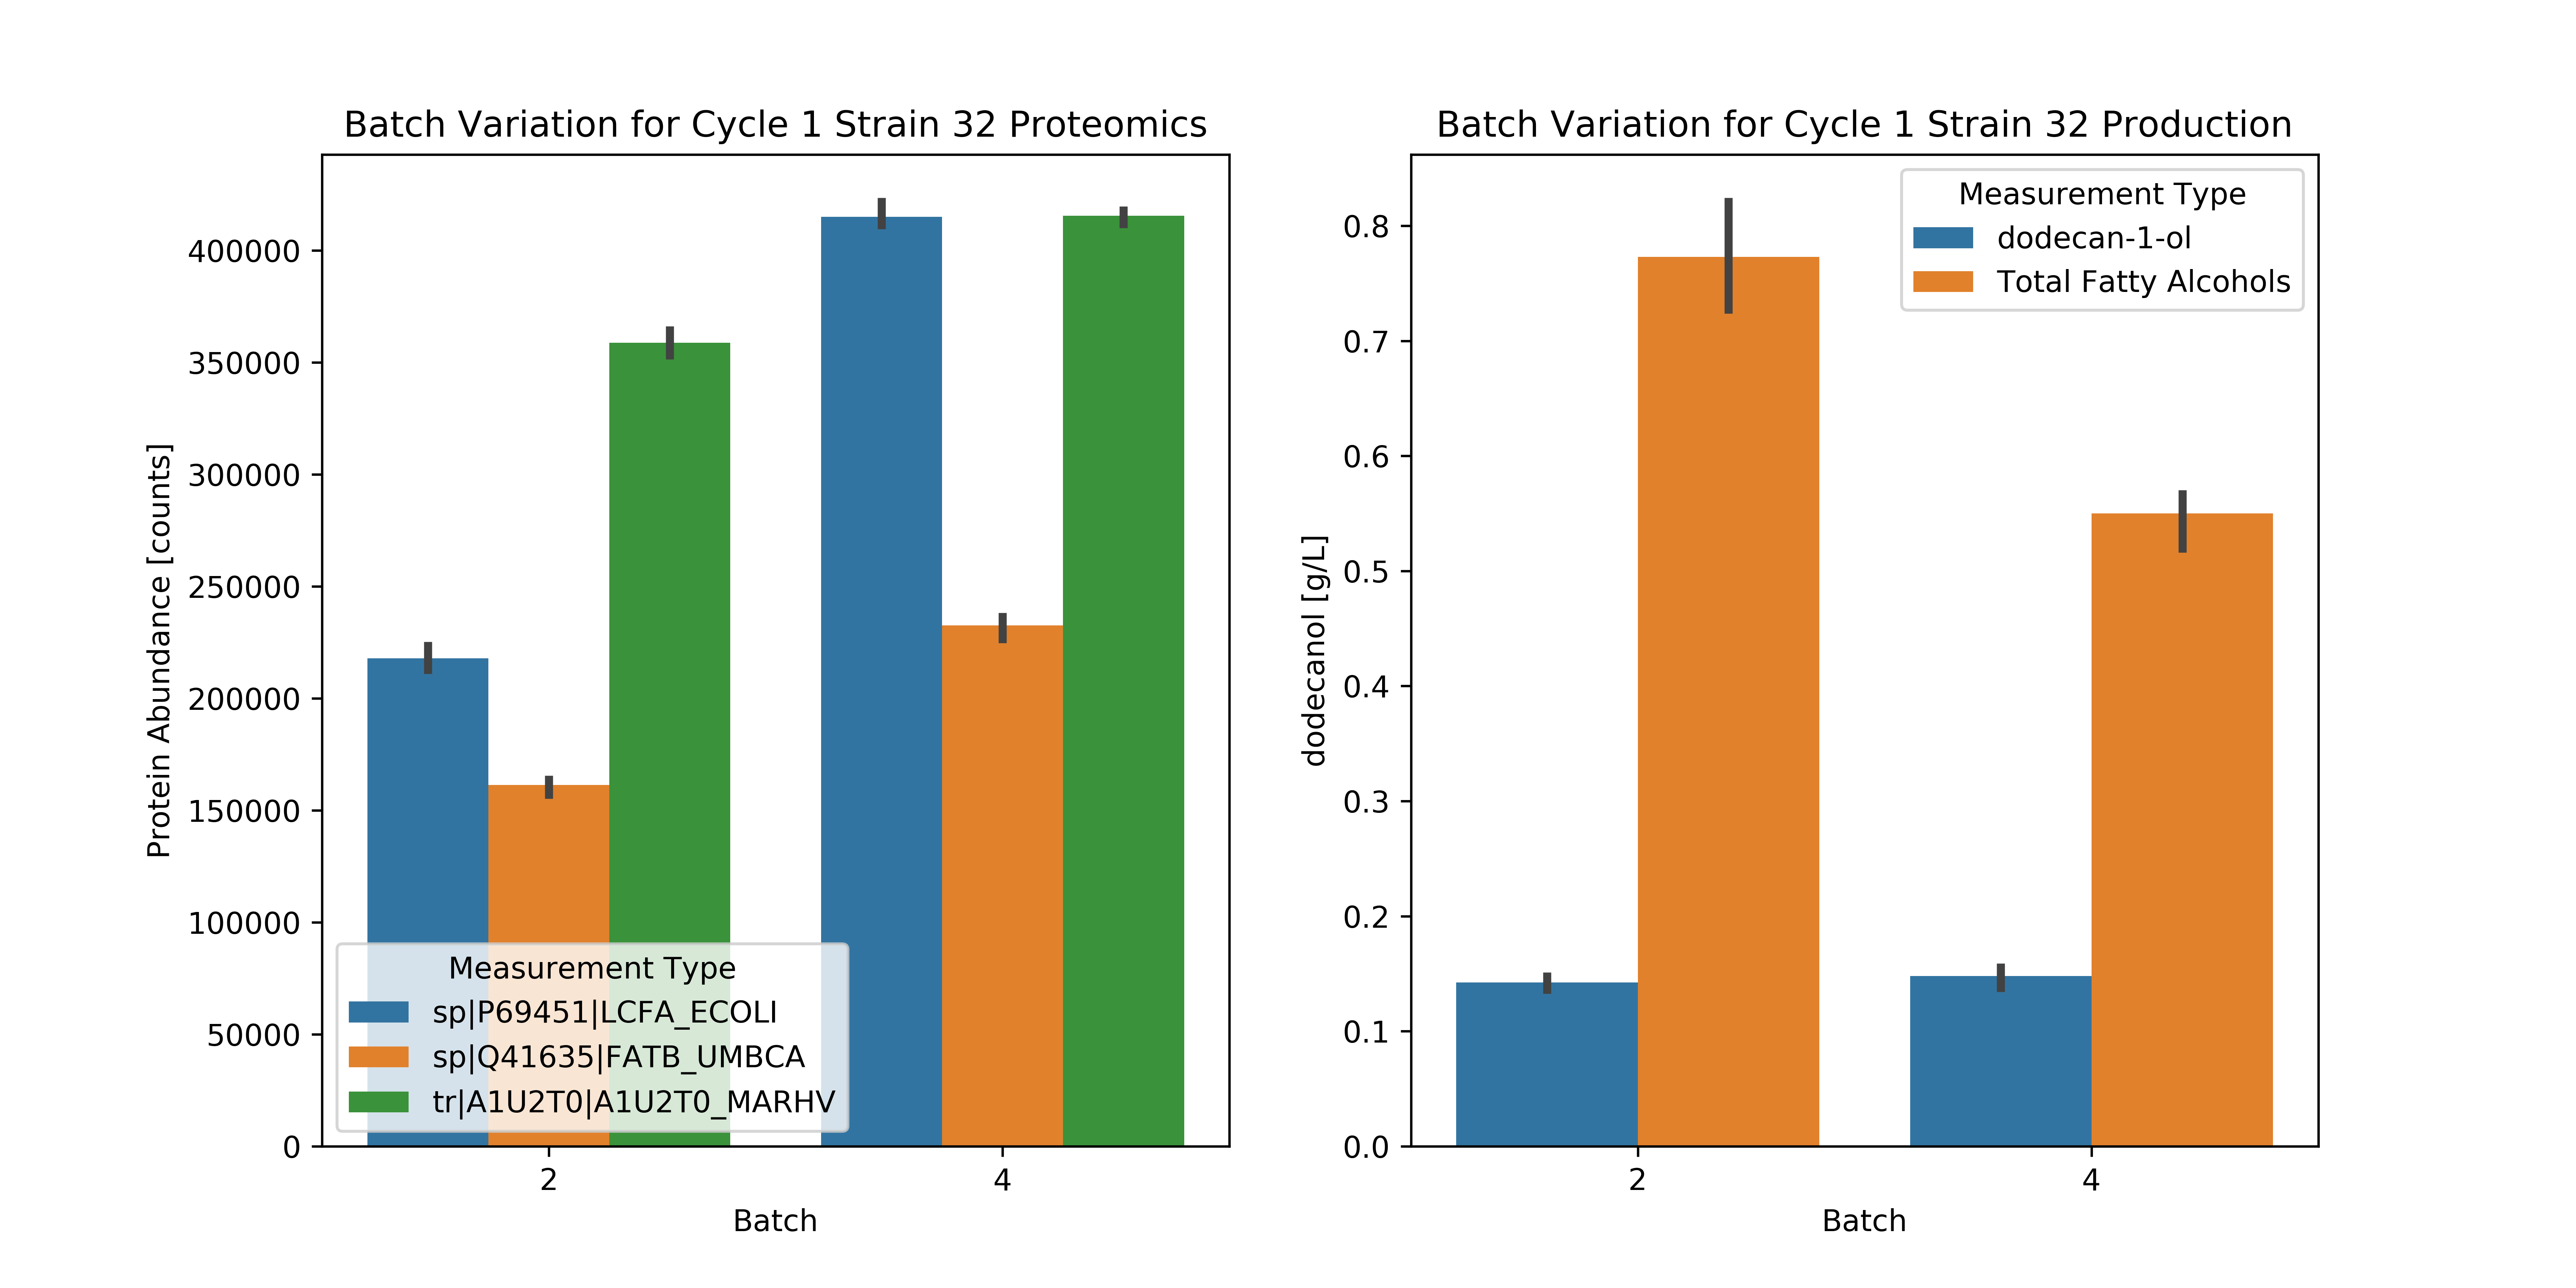 Batch Variation for Cycle 1 Strain 32 Proteomics
Protein Abundance [counts]
400000
350000
300000
250000
200000
150000
100000
50000
0
Measurement Type
sp|P69451|LCFA_ECOLI
sp|Q41635|FATB_UMBCA
tr|A1U2T0|A1U2T0_MARHV
2
4
Batch
Batch Variation for Cycle 1 Strain 32 Production
dodecanol [g/L]
0.8
0.7
0.6
0.5
0.4
0.3
0.2
0.1
0.0
Measurement Type
dodecan-1-ol
Total Fatty Alcohols
2
4
Batch